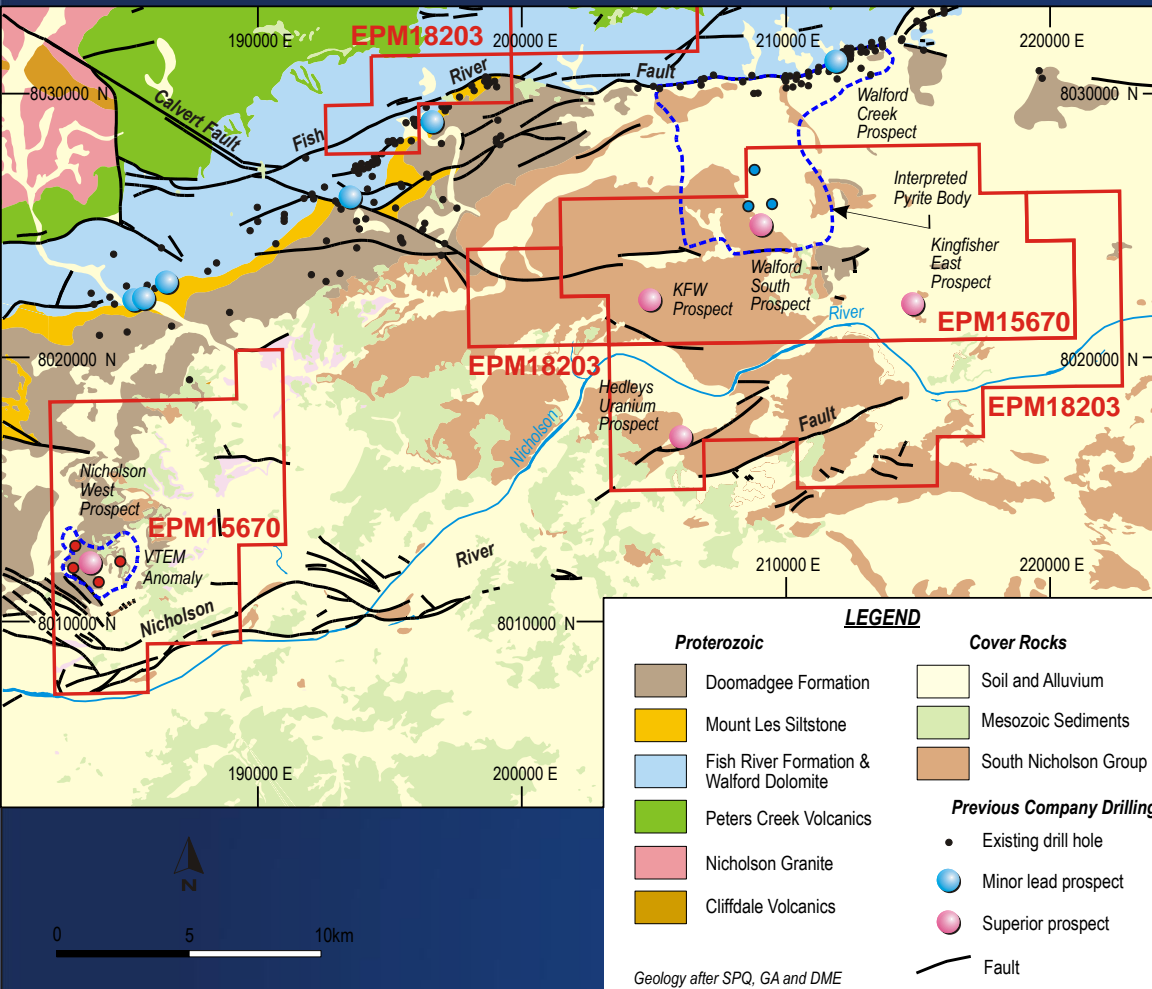 EPM18203
190000 E
200000 E
210000 E
220000 E
8030000 N
8030000 N
Calvert Fault
Fish
River
Fault
Walford
Creek
Prospect
Interpreted
Pyrite Body
Kingfisher
East
Prospect
Walford
South
Prospect
KFW
Prospect
River
EPM15670
8020000 N
8020000 N
EPM18203
Hedleys
Uranium
Prospect
EPM18203
Fault
Nicholson
Nicholson
West
Prospect
EPM15670
VTEM
Anomaly
River
Nicholson
210000 E
220000 E
8010000 N
8010000 N
190000 E
200000 E
LEGEND
Proterozoic
Doomadgee Formation
Mount Les Siltstone
Fish River Formation &
Walford Dolomite
Peters Creek Volcanics
Nicholson Granite
Cliffdale Volcanics
Cover Rocks
Soil and Alluvium
Mesozoic Sediments
South Nicholson Group
Previous Company Drilling
Existing drill hole
Minor lead prospect
Superior prospect
Fault
Geology after SPQ, GA and DME
N
0
5
10km